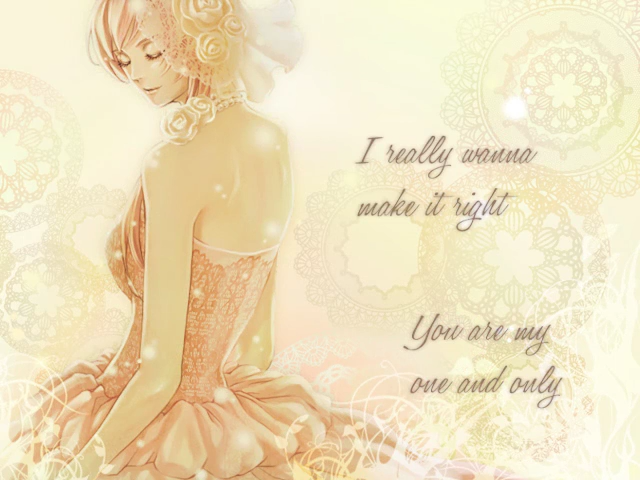 I really wanna
make it right
You are my
one and only